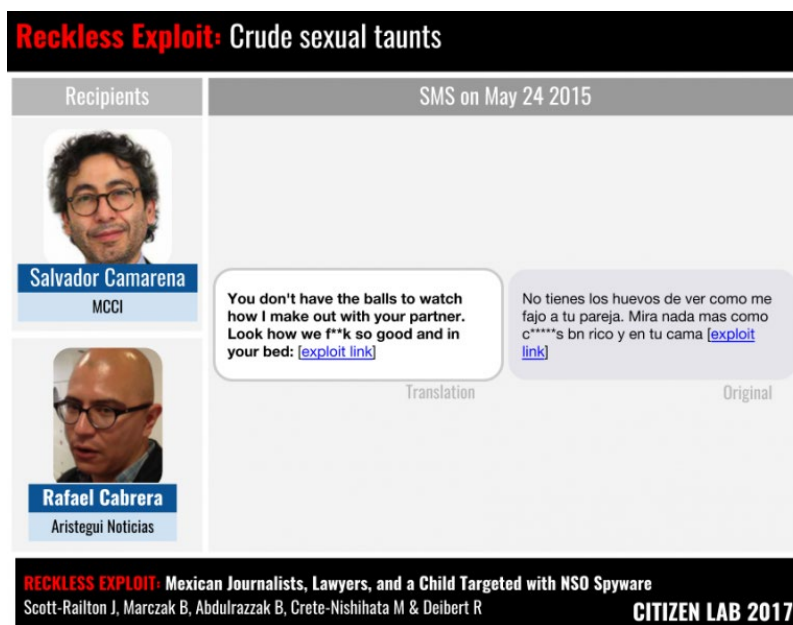 Reckless Exploit: Crude sexual taunts
Recipients
SMS on May 24 2015
Salvador Camarena
MCCI
You don't have the balls to watch
how I make out with your partner.
Look how we f**k so good and in
your bed: [exploit link]
Translation
No tienes los huevos de ver como me
fajo a tu pareja. Mira nada mas como
c*****s bn rico y en tu cama [exploit
link]
Original
Rafael Cabrera
Aristegui Noticias
RECKLESS EXPLOIT: Mexican Journalists, Lawyers, and a Child Targeted with NSO Spyware
Scott-Railton J, Marczak B, Abdulrazzak B, Crete-Nishihata M & Deibert R
CITIZEN LAB 2017